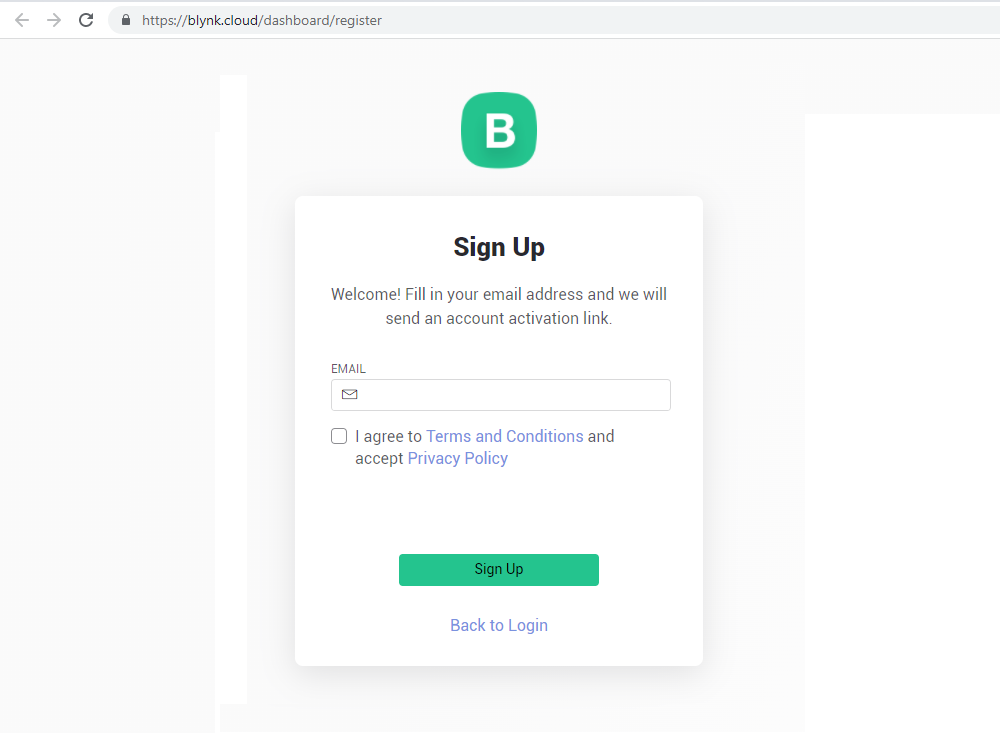 https://blynk.cloud/dashboard/register
B
Sign Up
Welcome! Fill in your email address and we will
send an account activation link.
EMAIL
I agree to Terms and Conditions and
accept Privacy Policy
Sign Up
Back to Login